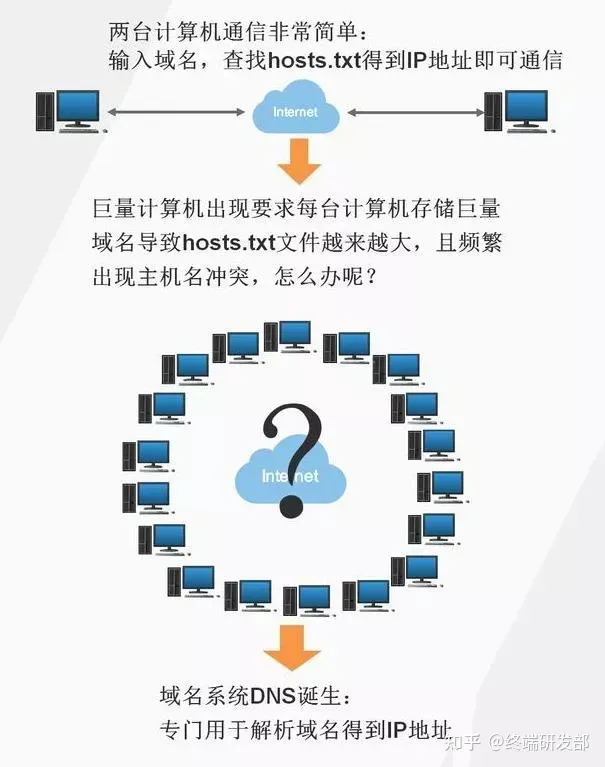 两台计算机通信非常简单：
输入域名，查找hosts.txt得到IP地址即可通信
Internet
巨量计算机出现要求每台计算机存储巨量
域名导致hosts.txt文件越来越大，且频繁
出现主机名冲突，怎么办呢？
Internet
?
域名系统DNS诞生：
专门用于解析域名得到IP地址
知乎 @终端研发部